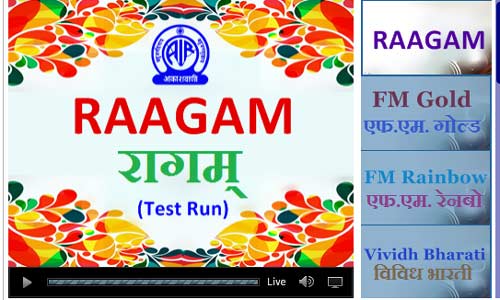 AIR
आकाशवाणी
RAAGAM
रागम्
(Test Run)
Live
RAAGAM
FM Gold
एफ.एम. गोल्ड
FM Rainbow
एफ.एम. रेनबो
Vividh Bharati
विविध भारती